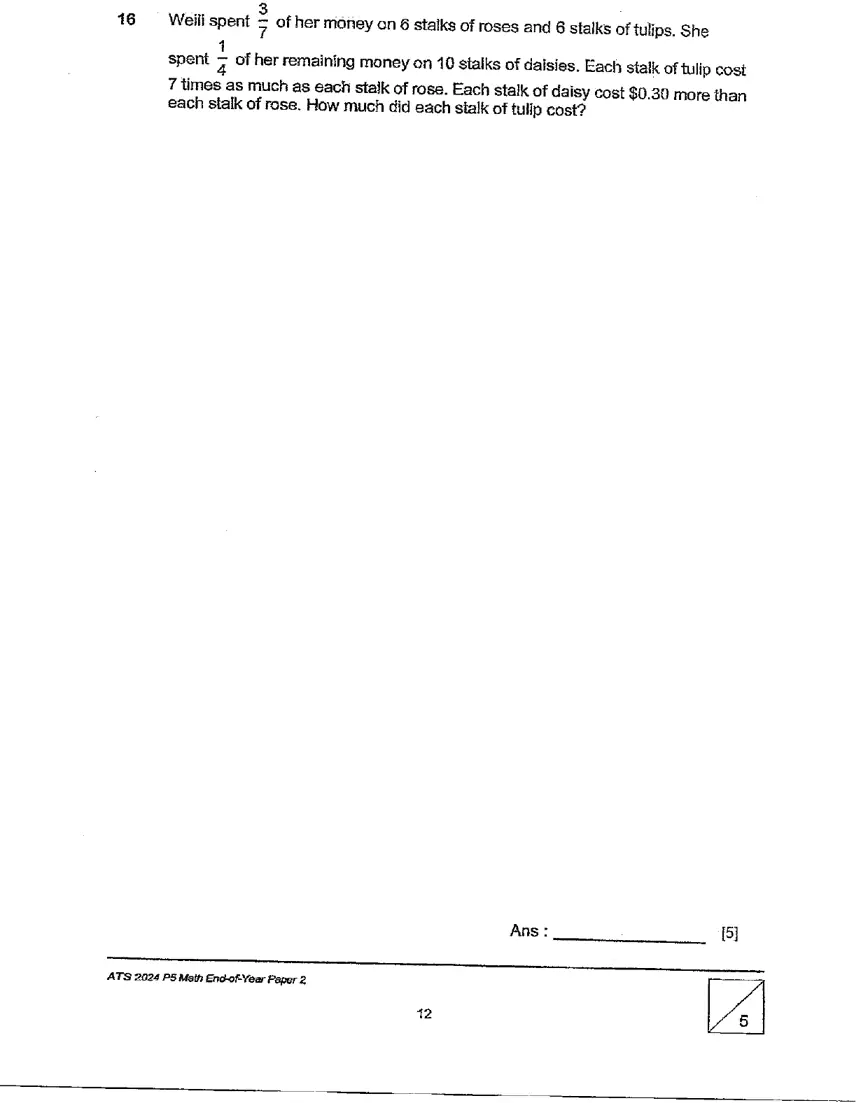 16 Weili spent 3/7 of her money on 6 stalks of roses and 6 stalks of tulips. She
spent 1/4 of her remaining money on 10 stalks of daisies. Each stalk of tulip cost
7 times as much as each stalk of rose. Each stalk of daisy cost $0.30 more than
each stalk of rose. How much did each stalk of tulip cost?
Ans : ____________ [5]
ATS 2024 P5 Math End-of-Year Paper 2
12
5